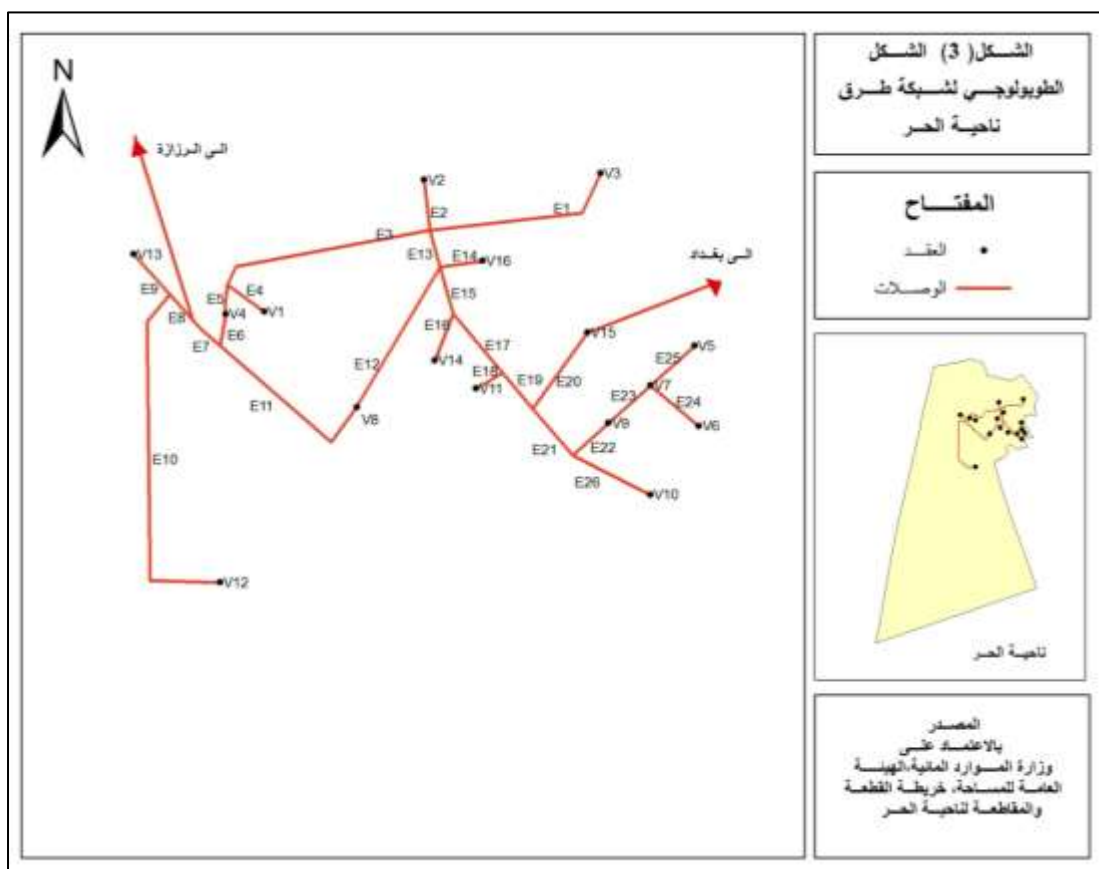 الشكل( 3) الشكل
الطوبولوجي لشبكة طرق
ناحية الحر
المفتاح
العقد
الوصلات
ناحية الحر
المصدر
بالاعتماد على
وزارة الموارد المائية،الهيئة
العامة للمساحة، خريطة القطعة
والمقاطعة لناحية الحر
N
الى الرزازة
V2
V3
E1
E2
E3
V13
E13
E14
V16
الى بغداد
E9
E5
E4
E15
E8
V4
V1
E16
E7
E6
V15
E17
V5
V14
E12
E18
E25
V11
E19
E20
V7
E11
V8
E23
E24
V9
V6
E21
E22
E10
E26
V10
V12